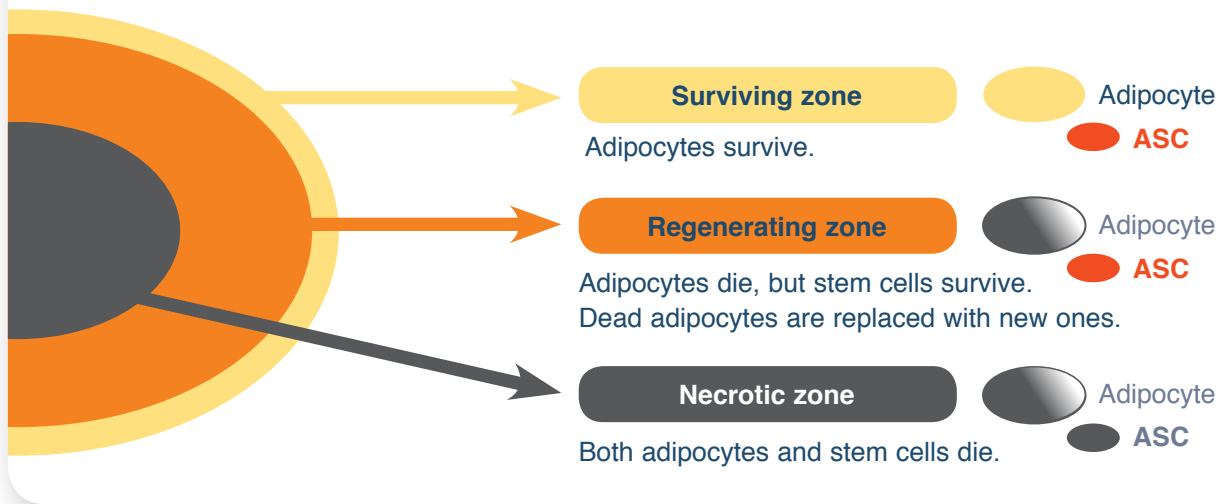 Surviving zone
Adipocyte
ASC
Adipocytes survive.
Regenerating zone
Adipocyte
ASC
Adipocytes die, but stem cells survive.
Dead adipocytes are replaced with new ones.
Necrotic zone
Adipocyte
ASC
Both adipocytes and stem cells die.